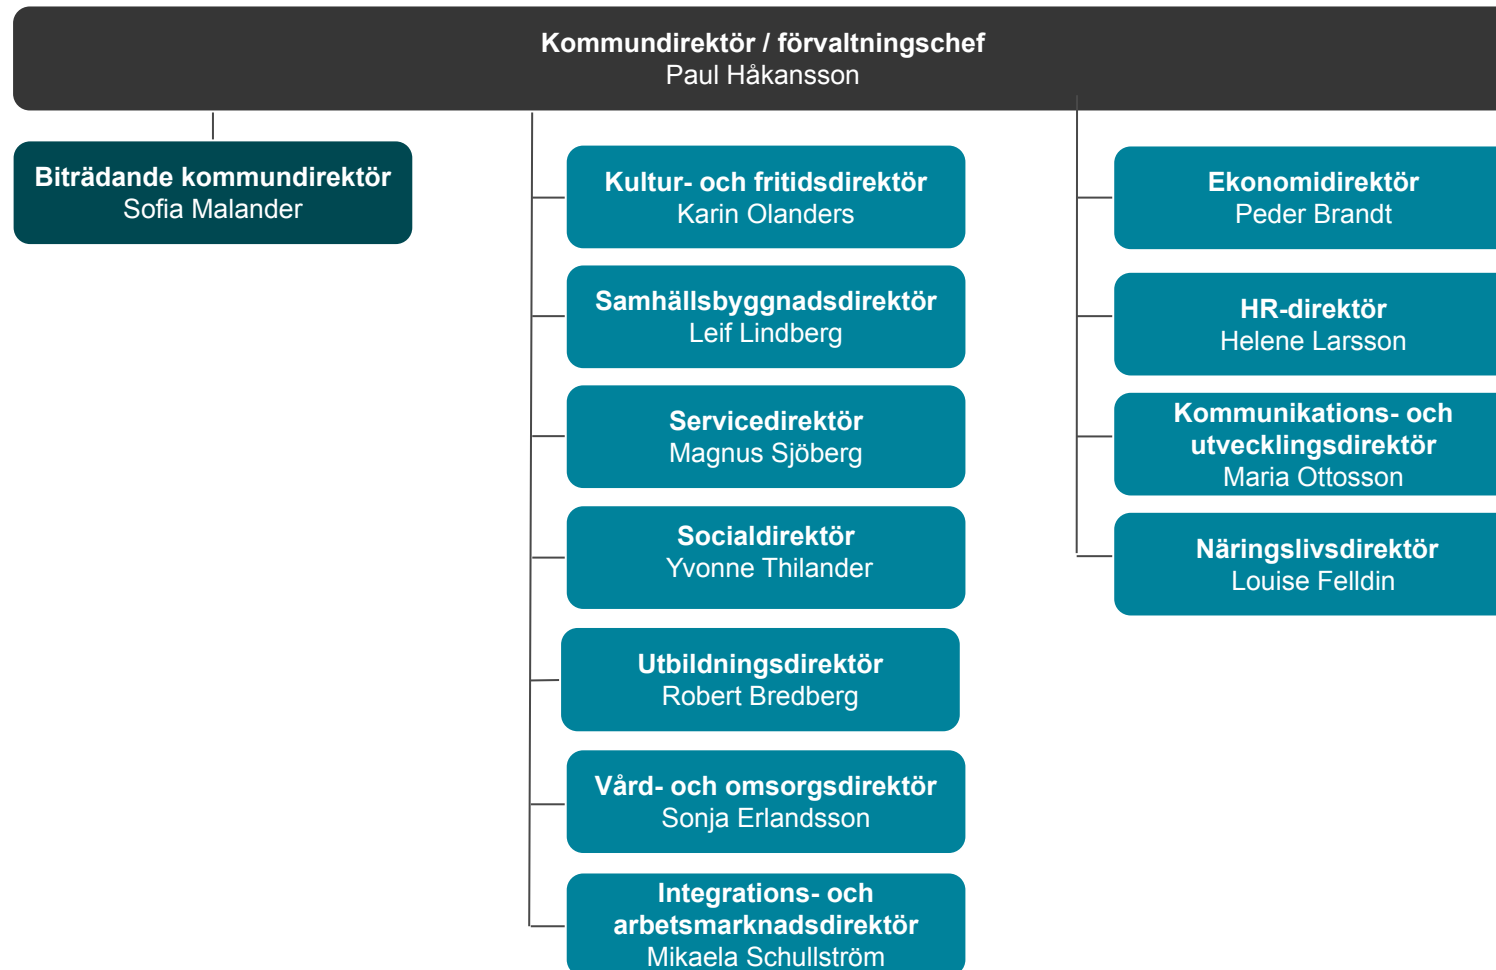 Kommundirektör / förvaltningschef
Paul Håkansson
Biträdande kommundirektör
Sofia Malander
Kultur- och fritidsdirektör
Karin Olanders
Samhällsbyggnadsdirektör
Leif Lindberg
Servicedirektör
Magnus Sjöberg
Socialdirektör
Yvonne Thilander
Utbildningsdirektör
Robert Bredberg
Vård- och omsorgsdirektör
Sonja Erlandsson
Integrations- och
arbetsmarknadsdirektör
Mikaela Schullström
Ekonomidirektör
Peder Brandt
HR-direktör
Helene Larsson
Kommunikations- och
utvecklingsdirektör
Maria Ottosson
Näringslivsdirektör
Louise Felldin